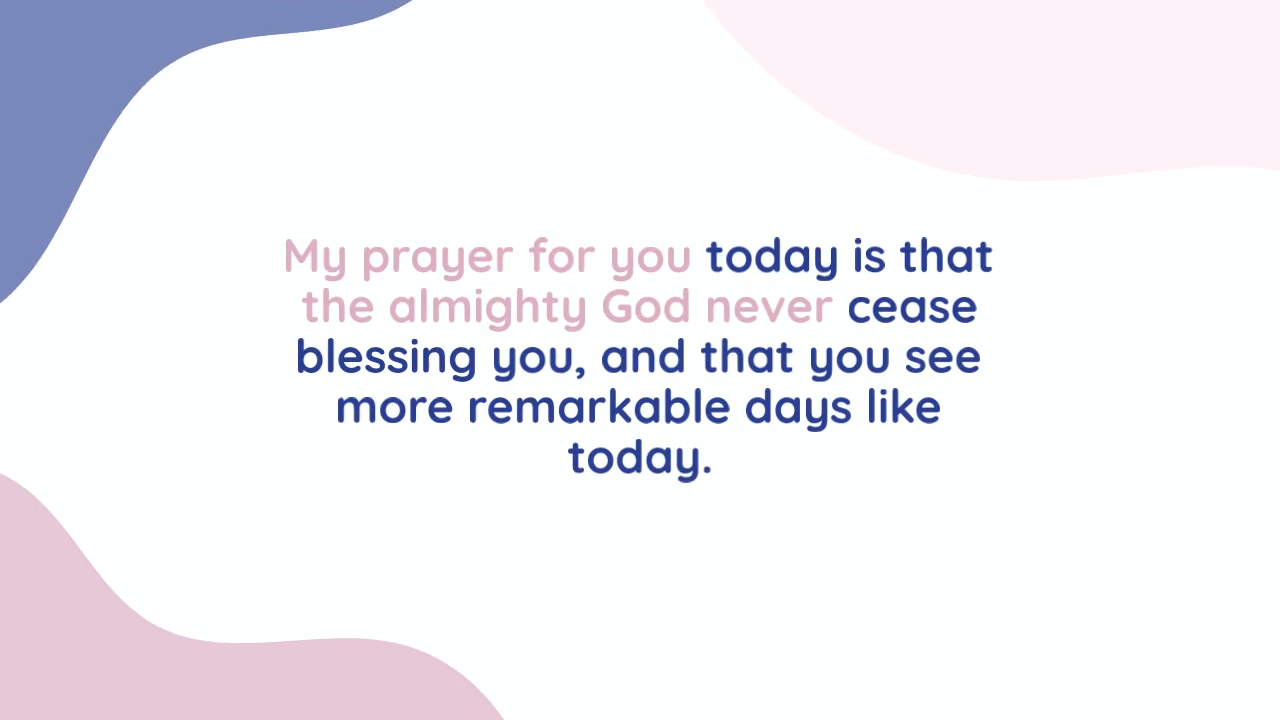 My prayer for you today is that
the almighty God never cease
blessing you, and that you see
more remarkable days like
today.